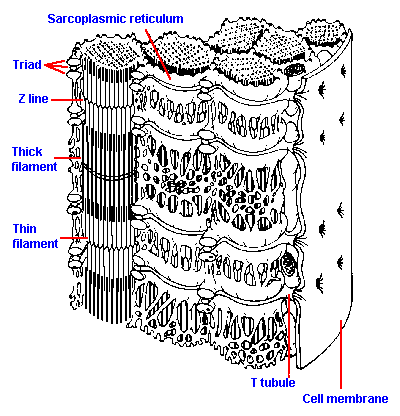 Sarcoplasmic reticulum
Triad
Z line
Thick
filament
Thin
filament
T tubule
Cell membrane